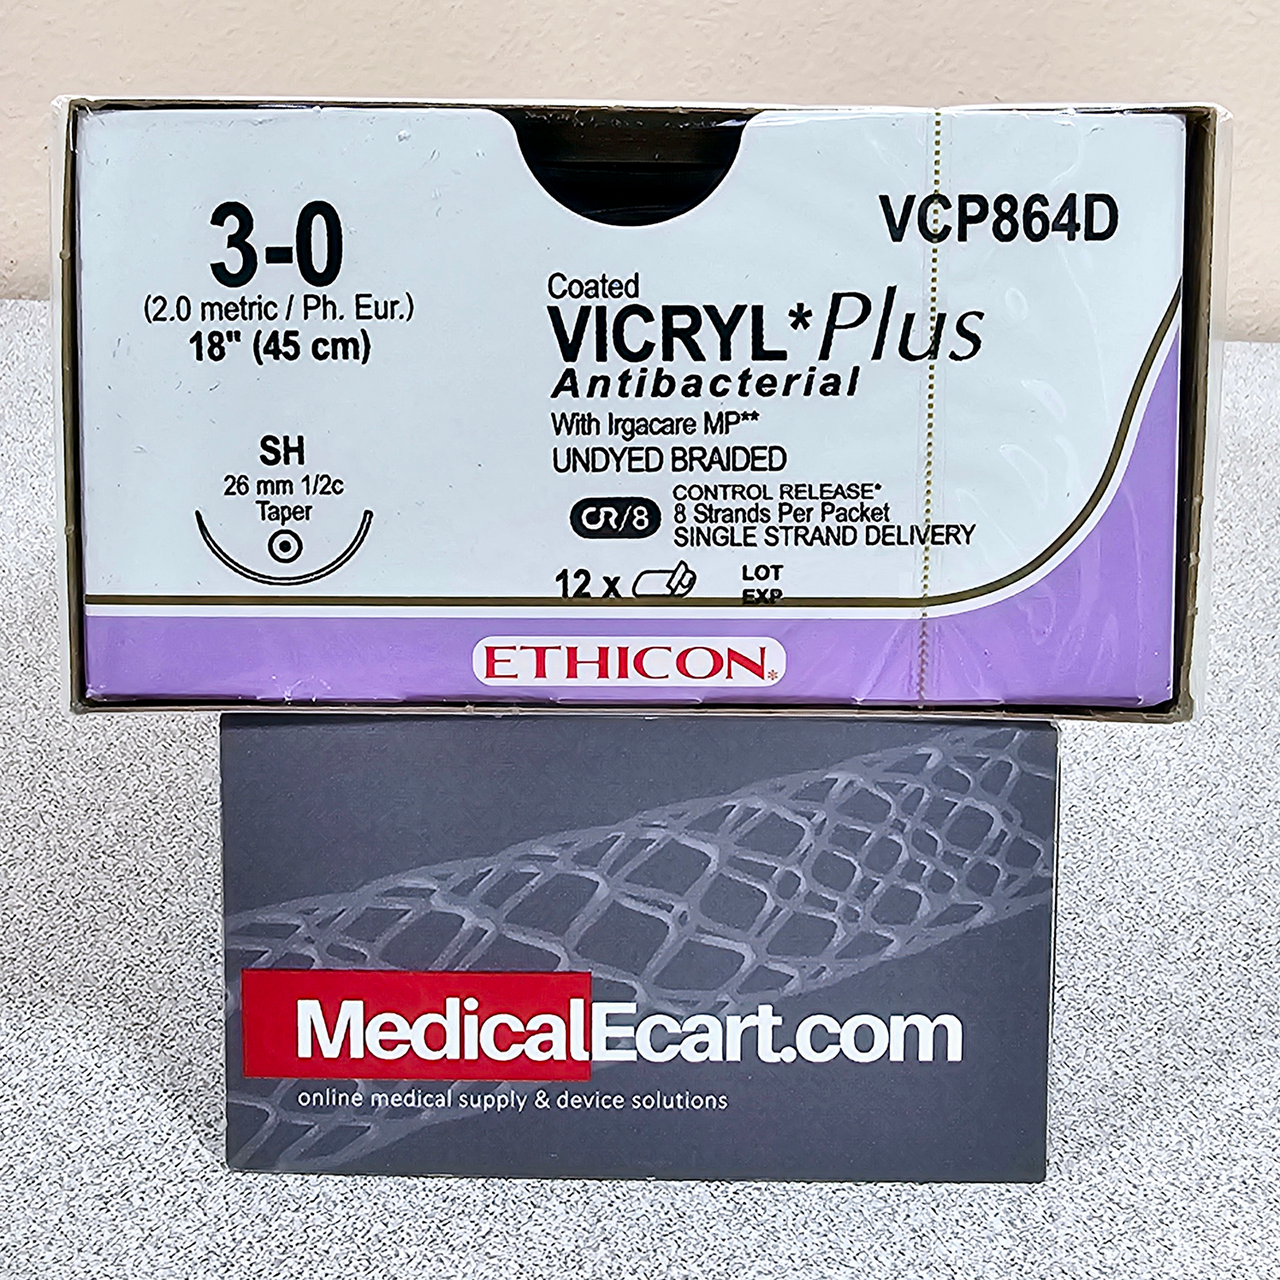 3-0
(2.0 metric / Ph. Eur.)
18" (45 cm)
SH
26 mm 1/2c
Taper
VCP864D
Coated
VICRYL*Plus
Antibacterial
With Irgacare MP**
UNDYED BRAIDED
CR/8
CONTROL RELEASE*
8 Strands Per Packet
SINGLE STRAND DELIVERY
12 x
LOT
EXP
ETHICON*
MedicalEcart.com
online medical supply & device solutions